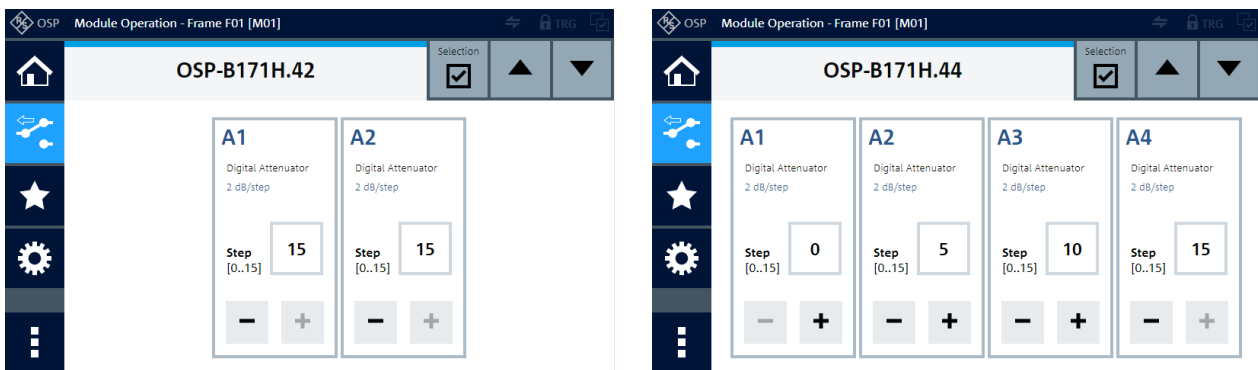 OSP Module Operation - Frame F01 [M01] TRG
OSP-B171H.42
Selection
A1
Digital Attenuator
2 dB/step
Step
[0..15]
15
− +
A2
Digital Attenuator
2 dB/step
Step
[0..15]
15
− +
OSP Module Operation - Frame F01 [M01] TRG
OSP-B171H.44
Selection
A1
Digital Attenuator
2 dB/step
Step
[0..15]
0
− +
A2
Digital Attenuator
2 dB/step
Step
[0..15]
5
− +
A3
Digital Attenuator
2 dB/step
Step
[0..15]
10
− +
A4
Digital Attenuator
2 dB/step
Step
[0..15]
15
− +